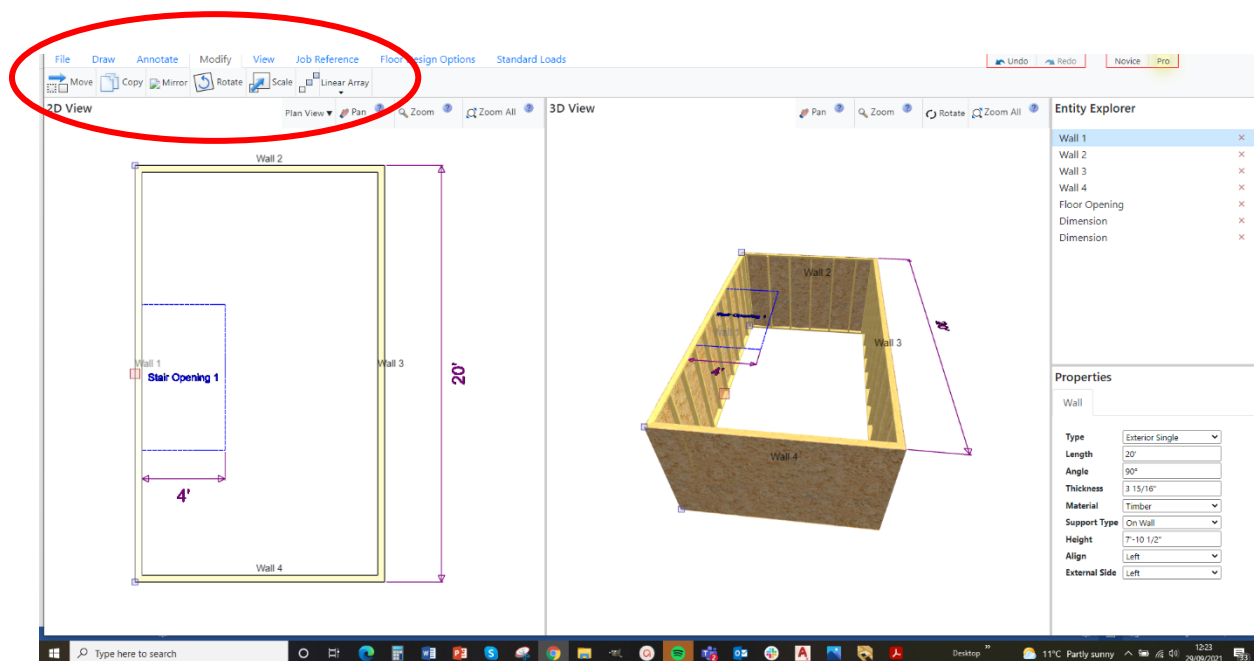 File Draw Annotate Modify View Job Reference Floor Design Options Standard Loads
Undo Redo Novice Pro
Move Copy Mirror Rotate Scale Linear Array
2D View Plan View ▾ Pan ? Zoom ? Zoom All ?
3D View Pan ? Zoom ? Rotate Zoom All ?
Entity Explorer
Wall 1 ×
Wall 2 ×
Wall 3 ×
Wall 4 ×
Floor Opening ×
Dimension ×
Dimension ×
Wall 2
Wall 1
Stair Opening 1
Wall 3
20'
4'
Wall 4
Wall 2
Stair Opening 1
Wall 3
20'
4'
Wall 4
Properties
Wall
Type Exterior Single
Length 20'
Angle 90°
Thickness 3 15/16"
Material Timber
Support Type On Wall
Height 7'-10 1/2"
Align Left
External Side Left
Type here to search
Desktop
11°C Partly sunny
12:23
29/09/2021